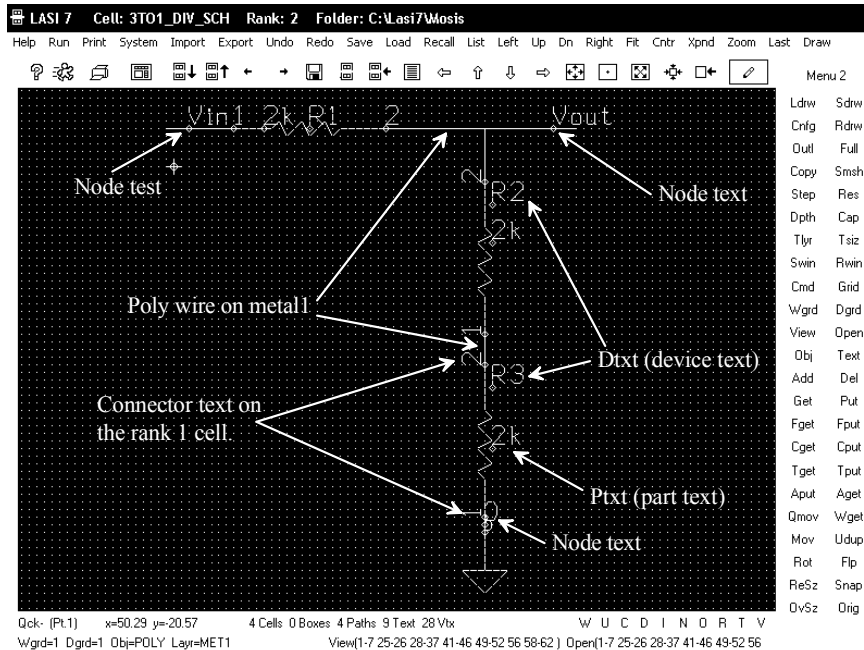 LASI 7 Cell: 3TO1_DIV_SCH Rank: 2 Folder: C:\Lasi7\Mosis
Help Run Print System Import Export Undo Redo Save Load Recall List Left Up Dn Right Fit Cntr Xpnd Zoom Last Draw
Menu 2
Ldrw Sdrw
Cnfg Rdrw
Outl Full
Copy Smsh
Step Res
Dpth Cap
Tlyr Tsiz
Swin Rwin
Cmd Grid
Wgrd Dgrd
View Open
Obj Text
Add Del
Get Put
Fget Fput
Cget Cput
Tget Tput
Aput Aget
Qmov Wget
Mov Udup
Rot Flp
ReSz Snap
OvSz Orig
Vin1 2k R1 2 Vout
Node test
Node text
2
R2
2k
Poly wire on metal1
1
2
Dtxt (device text)
R3
Connector text on
the rank 1 cell.
2k
Ptxt (part text)
1
0
Node text
Qck- (Pt.1) x=50.29 y=-20.57 4 Cells 0 Boxes 4 Paths 9 Text 28 Vtx W U C D I N O R T V
Wgrd=1 Dgrd=1 Obj=POLY Layr=MET1 View(1-7 25-26 28-37 41-46 49-52 56 58-62 ) Open(1-7 25-26 28-37 41-46 49-52 56